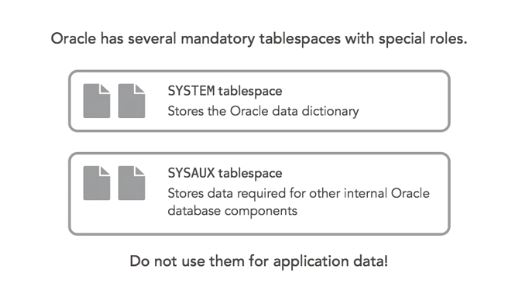 Oracle has several mandatory tablespaces with special roles.
SYSTEM tablespace
Stores the Oracle data dictionary
SYSAUX tablespace
Stores data required for other internal Oracle
database components
Do not use them for application data!